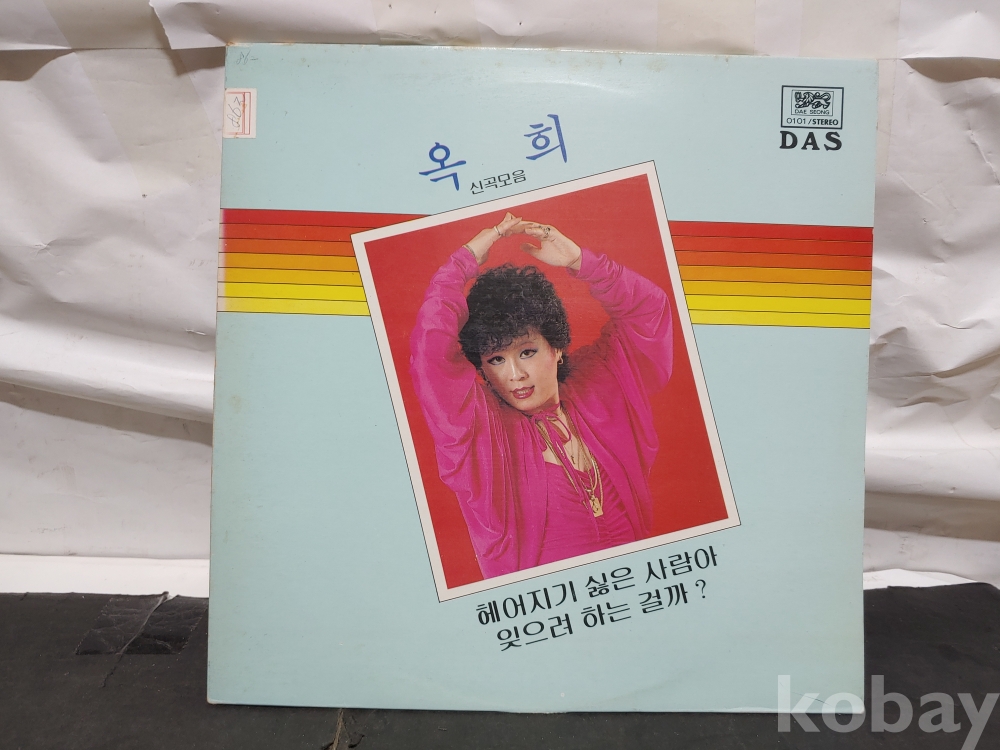 DAE SEONG
0101/STEREO
DAS
옥 희
신곡모음
헤어지기 싫은 사람아
잊으려 하는 걸까?
kobay